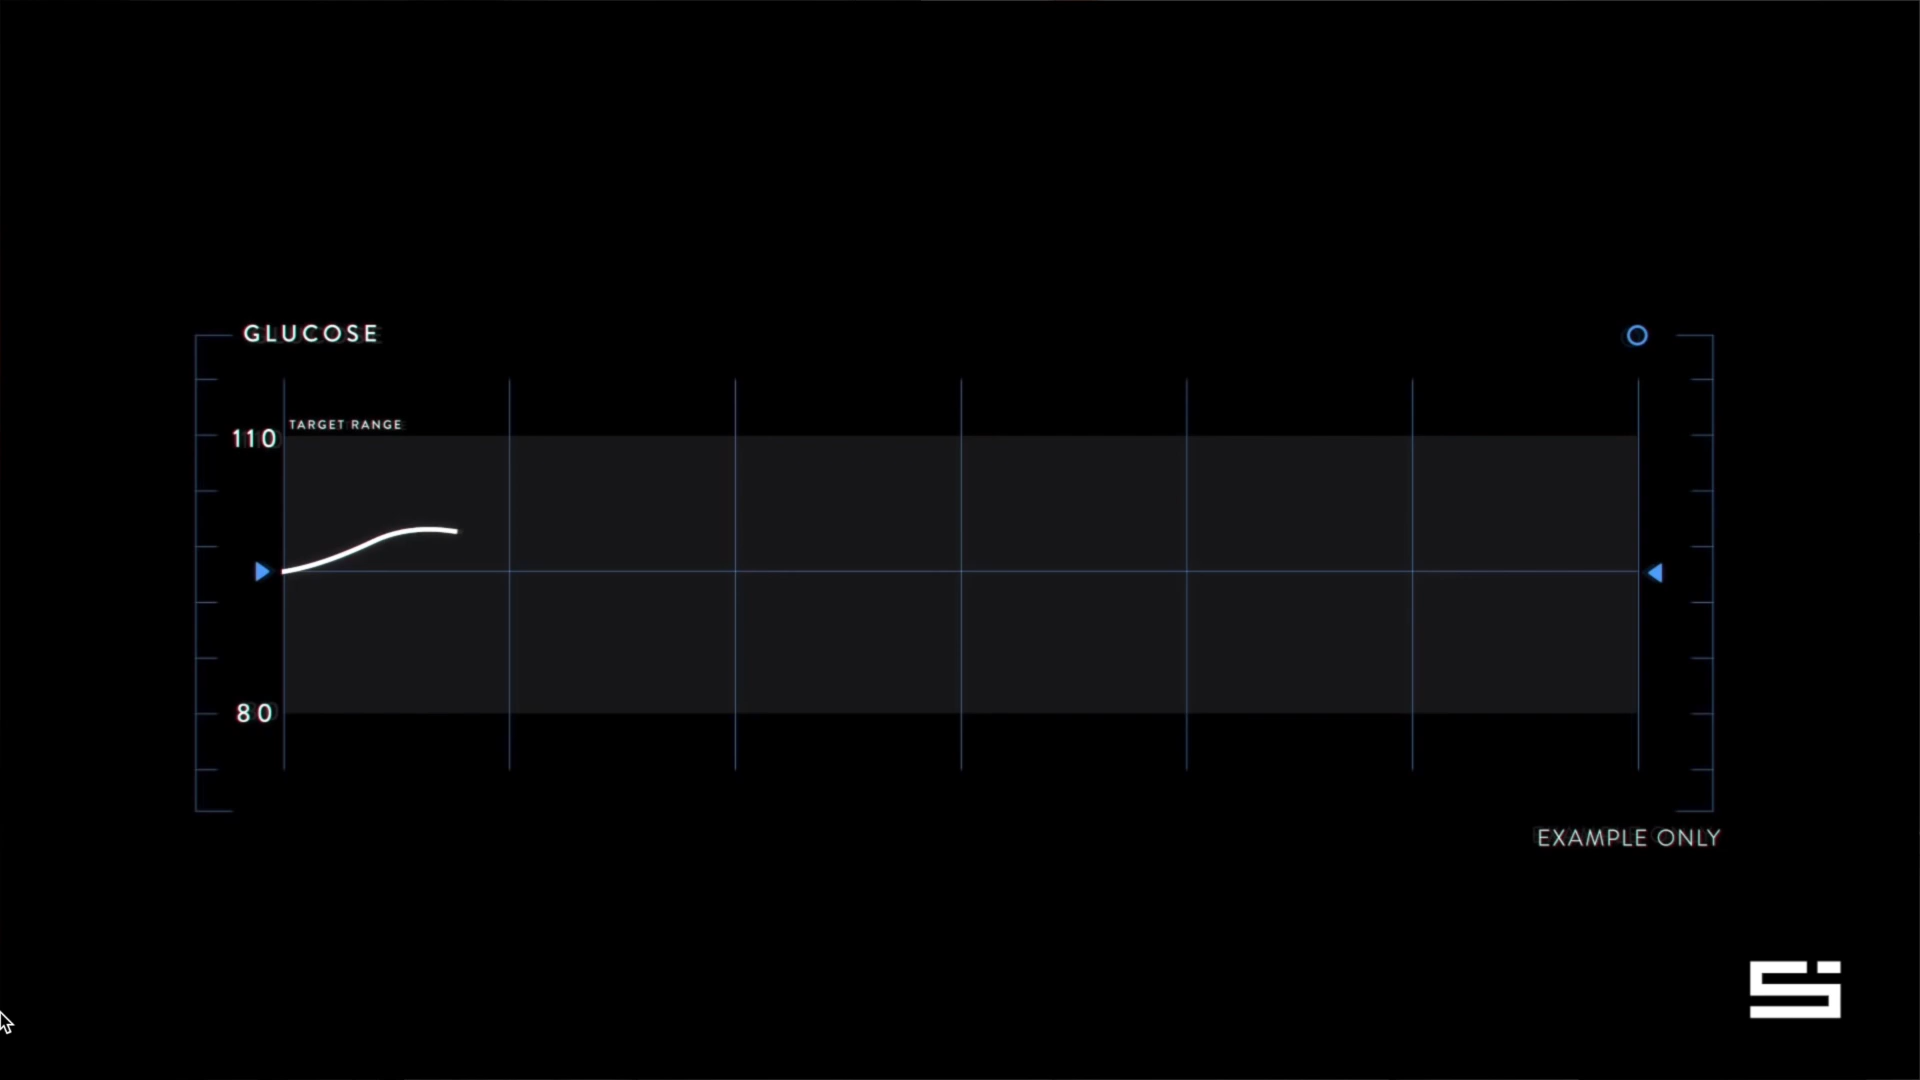 GLUCOSE
TARGET RANGE
110
80
EXAMPLE ONLY